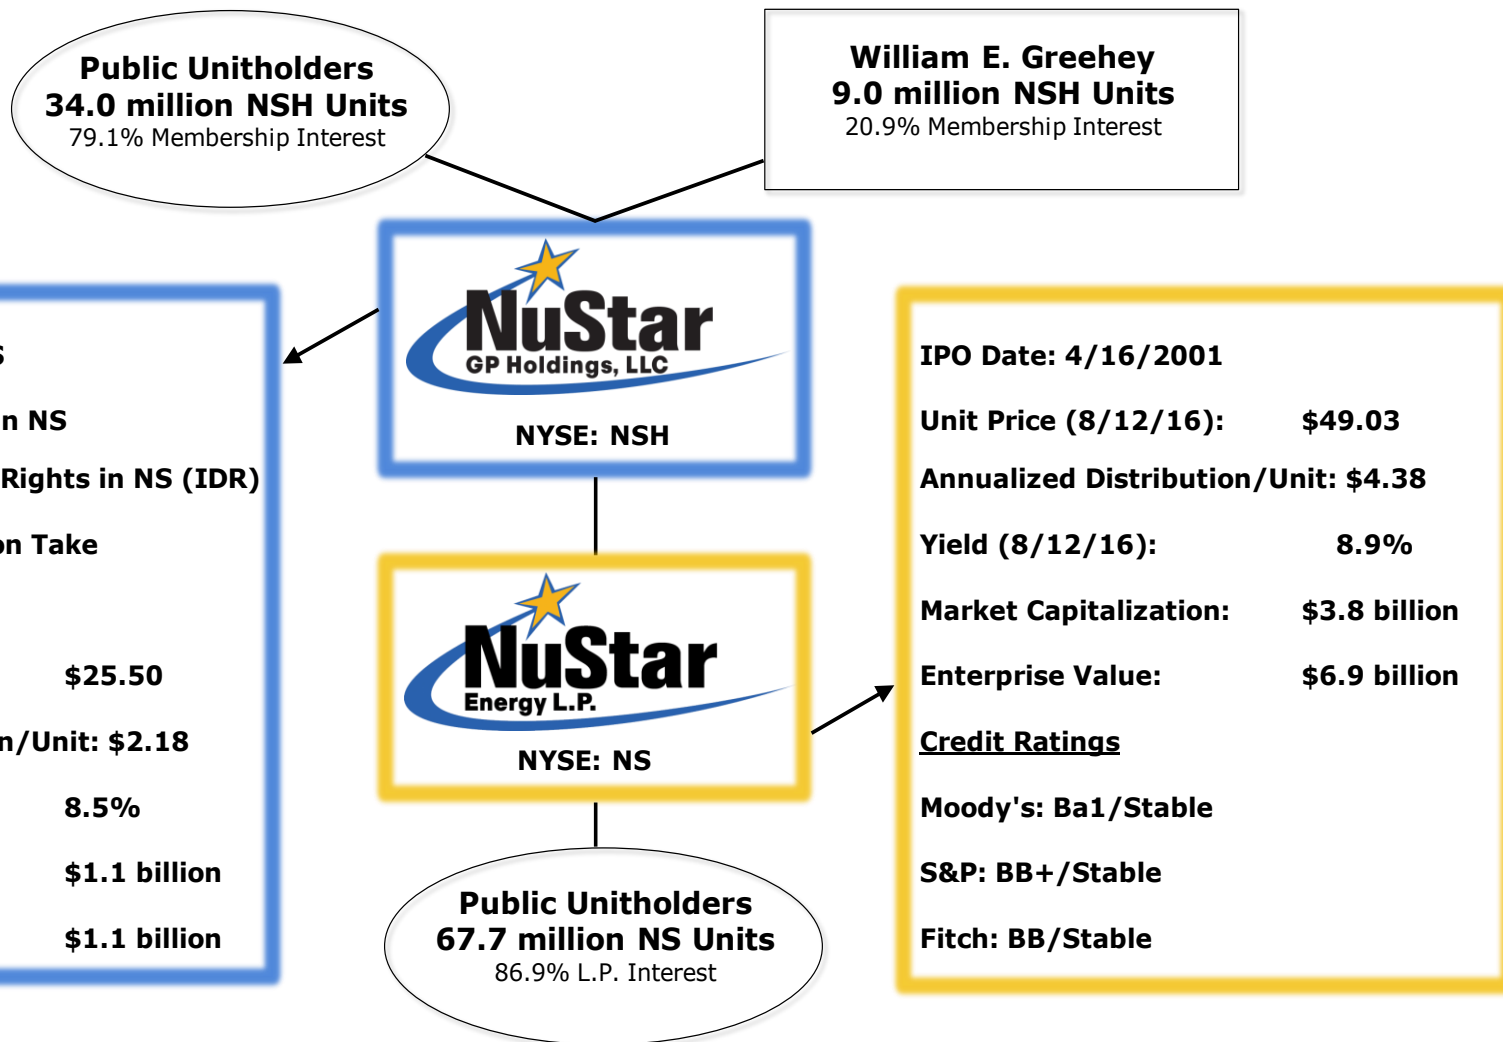 Public Unitholders
34.0 million NSH Units
79.1% Membership Interest
William E. Greehey
9.0 million NSH Units
20.9% Membership Interest
NuStar
GP Holdings, LLC
NYSE: NSH
S
in NS
Rights in NS (IDR)
on Take
$25.50
n/Unit: $2.18
8.5%
$1.1 billion
$1.1 billion
NuStar
Energy L.P.
NYSE: NS
Public Unitholders
67.7 million NS Units
86.9% L.P. Interest
IPO Date: 4/16/2001
Unit Price (8/12/16): $49.03
Annualized Distribution/Unit: $4.38
Yield (8/12/16): 8.9%
Market Capitalization: $3.8 billion
Enterprise Value: $6.9 billion
Credit Ratings
Moody's: Ba1/Stable
S&P: BB+/Stable
Fitch: BB/Stable